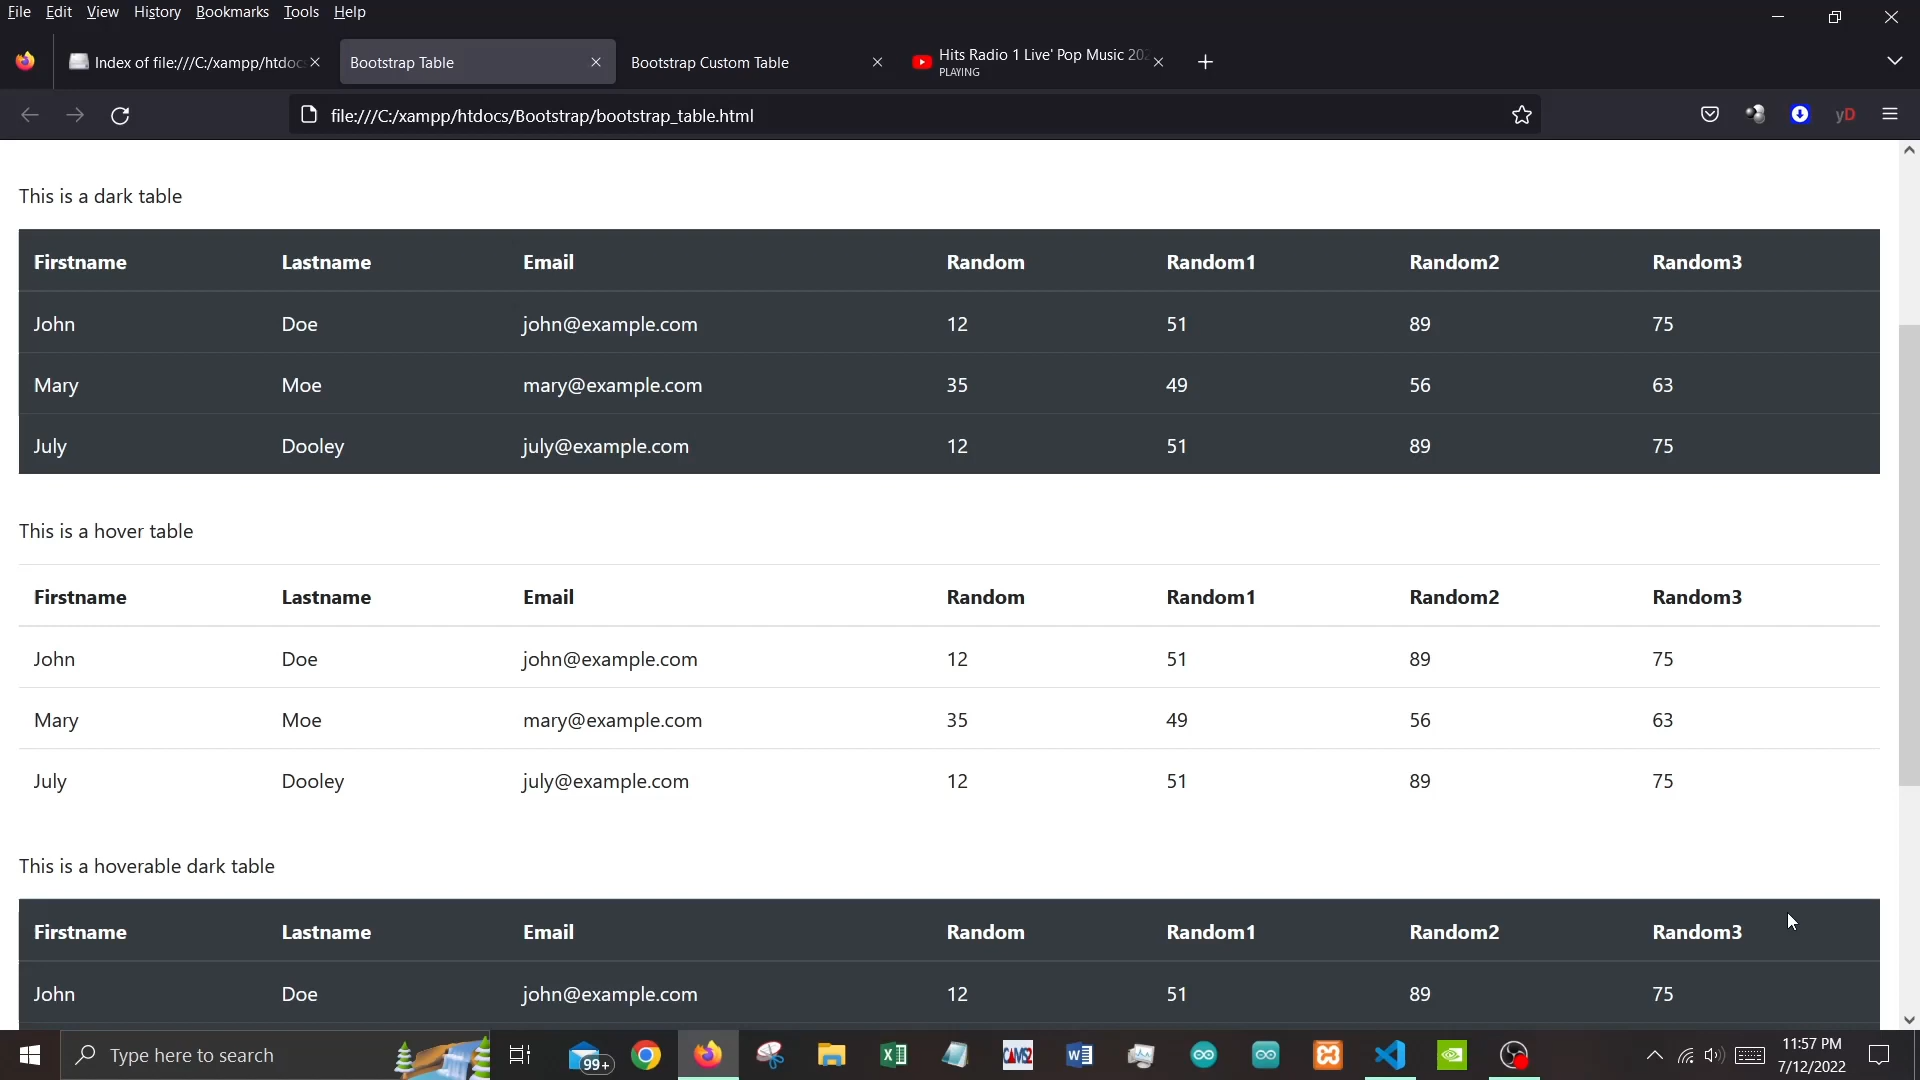 File Edit View History Bookmarks Tools Help
Index of file:///C:/xampp/htdoc
Bootstrap Table
Bootstrap Custom Table
Hits Radio 1 Live' Pop Music 202
PLAYING
file:///C:/xampp/htdocs/Bootstrap/bootstrap_table.html
yD
This is a dark table
Firstname Lastname Email Random Random1 Random2 Random3
John Doe john@example.com 12 51 89 75
Mary Moe mary@example.com 35 49 56 63
July Dooley july@example.com 12 51 89 75
This is a hover table
Firstname Lastname Email Random Random1 Random2 Random3
John Doe john@example.com 12 51 89 75
Mary Moe mary@example.com 35 49 56 63
July Dooley july@example.com 12 51 89 75
This is a hoverable dark table
Firstname Lastname Email Random Random1 Random2 Random3
John Doe john@example.com 12 51 89 75
Type here to search
99+
CAMS2
11:57 PM
7/12/2022